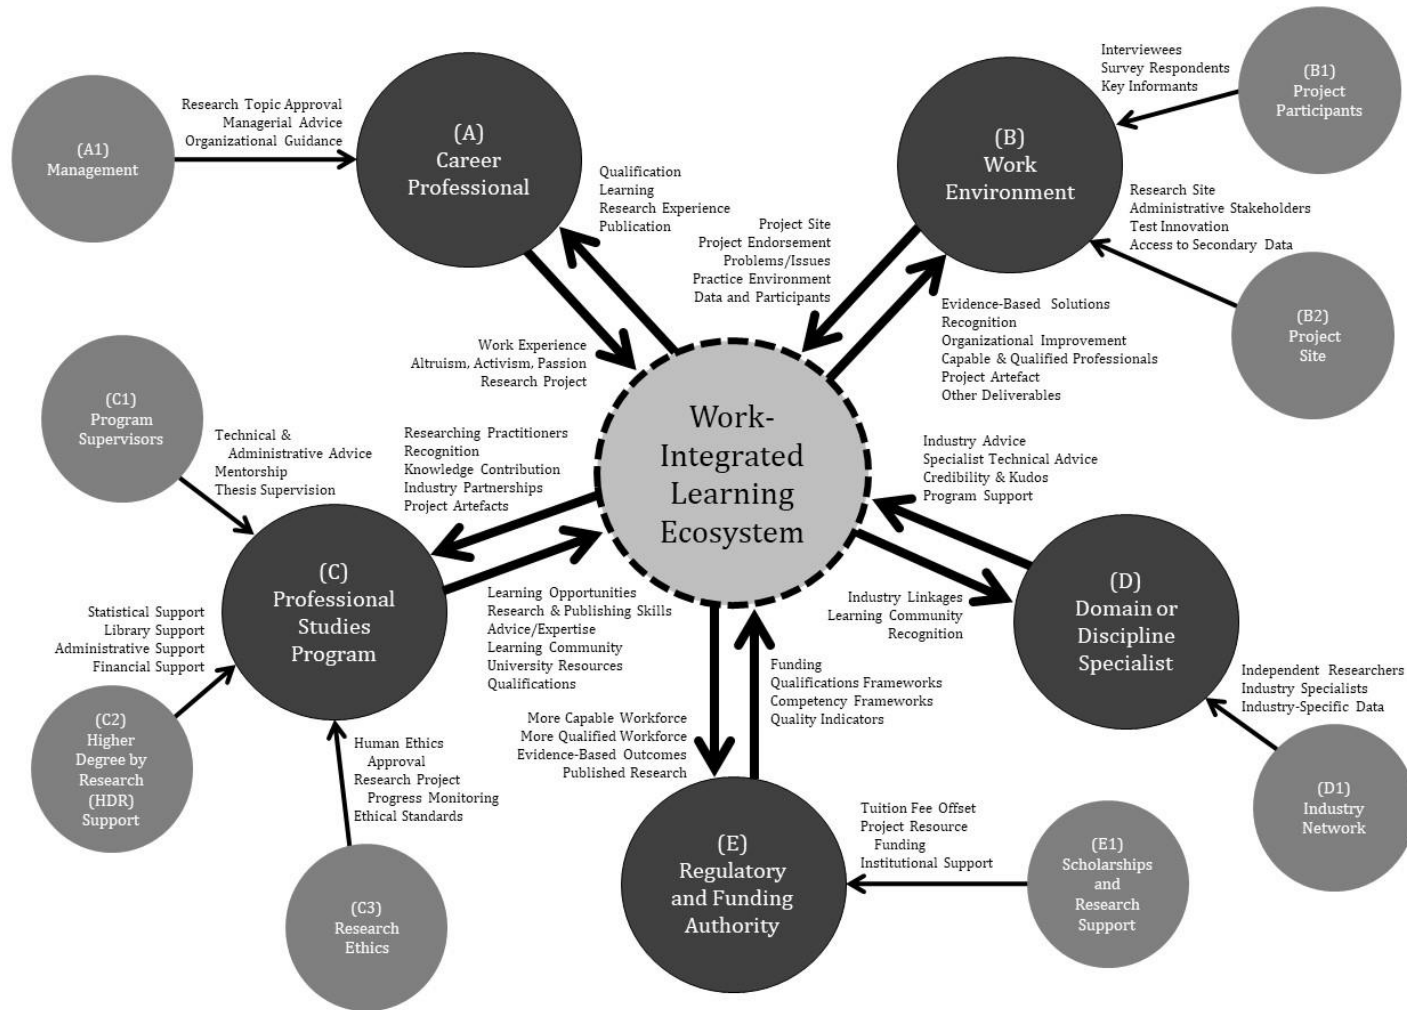 (A1)
Management
Research Topic Approval
Managerial Advice
Organizational Guidance
(A)
Career
Professional
Qualification
Learning
Research Experience
Publication
Work Experience
Altruism, Activism, Passion
Research Project
(B)
Work
Environment
Interviewees
Survey Respondents
Key Informants
(B1)
Project
Participants
Research Site
Administrative Stakeholders
Test Innovation
Access to Secondary Data
(B2)
Project
Site
Project Site
Project Endorsement
Problems/Issues
Practice Environment
Data and Participants
Evidence-Based Solutions
Recognition
Organizational Improvement
Capable & Qualified Professionals
Project Artefact
Other Deliverables
Work-
Integrated
Learning
Ecosystem
(C1)
Program
Supervisors
Technical &
Administrative Advice
Mentorship
Thesis Supervision
Researching Practitioners
Recognition
Knowledge Contribution
Industry Partnerships
Project Artefacts
(C)
Professional
Studies
Program
Learning Opportunities
Research & Publishing Skills
Advice/Expertise
Learning Community
University Resources
Qualifications
Statistical Support
Library Support
Administrative Support
Financial Support
(C2)
Higher
Degree by
Research
(HDR)
Support
Human Ethics
Approval
Research Project
Progress Monitoring
Ethical Standards
(C3)
Research
Ethics
Industry Advice
Specialist Technical Advice
Credibility & Kudos
Program Support
Industry Linkages
Learning Community
Recognition
(D)
Domain or
Discipline
Specialist
Independent Researchers
Industry Specialists
Industry-Specific Data
(D1)
Industry
Network
Funding
Qualifications Frameworks
Competency Frameworks
Quality Indicators
More Capable Workforce
More Qualified Workforce
Evidence-Based Outcomes
Published Research
(E)
Regulatory
and Funding
Authority
Tuition Fee Offset
Project Resource
Funding
Institutional Support
(E1)
Scholarships
and
Research
Support